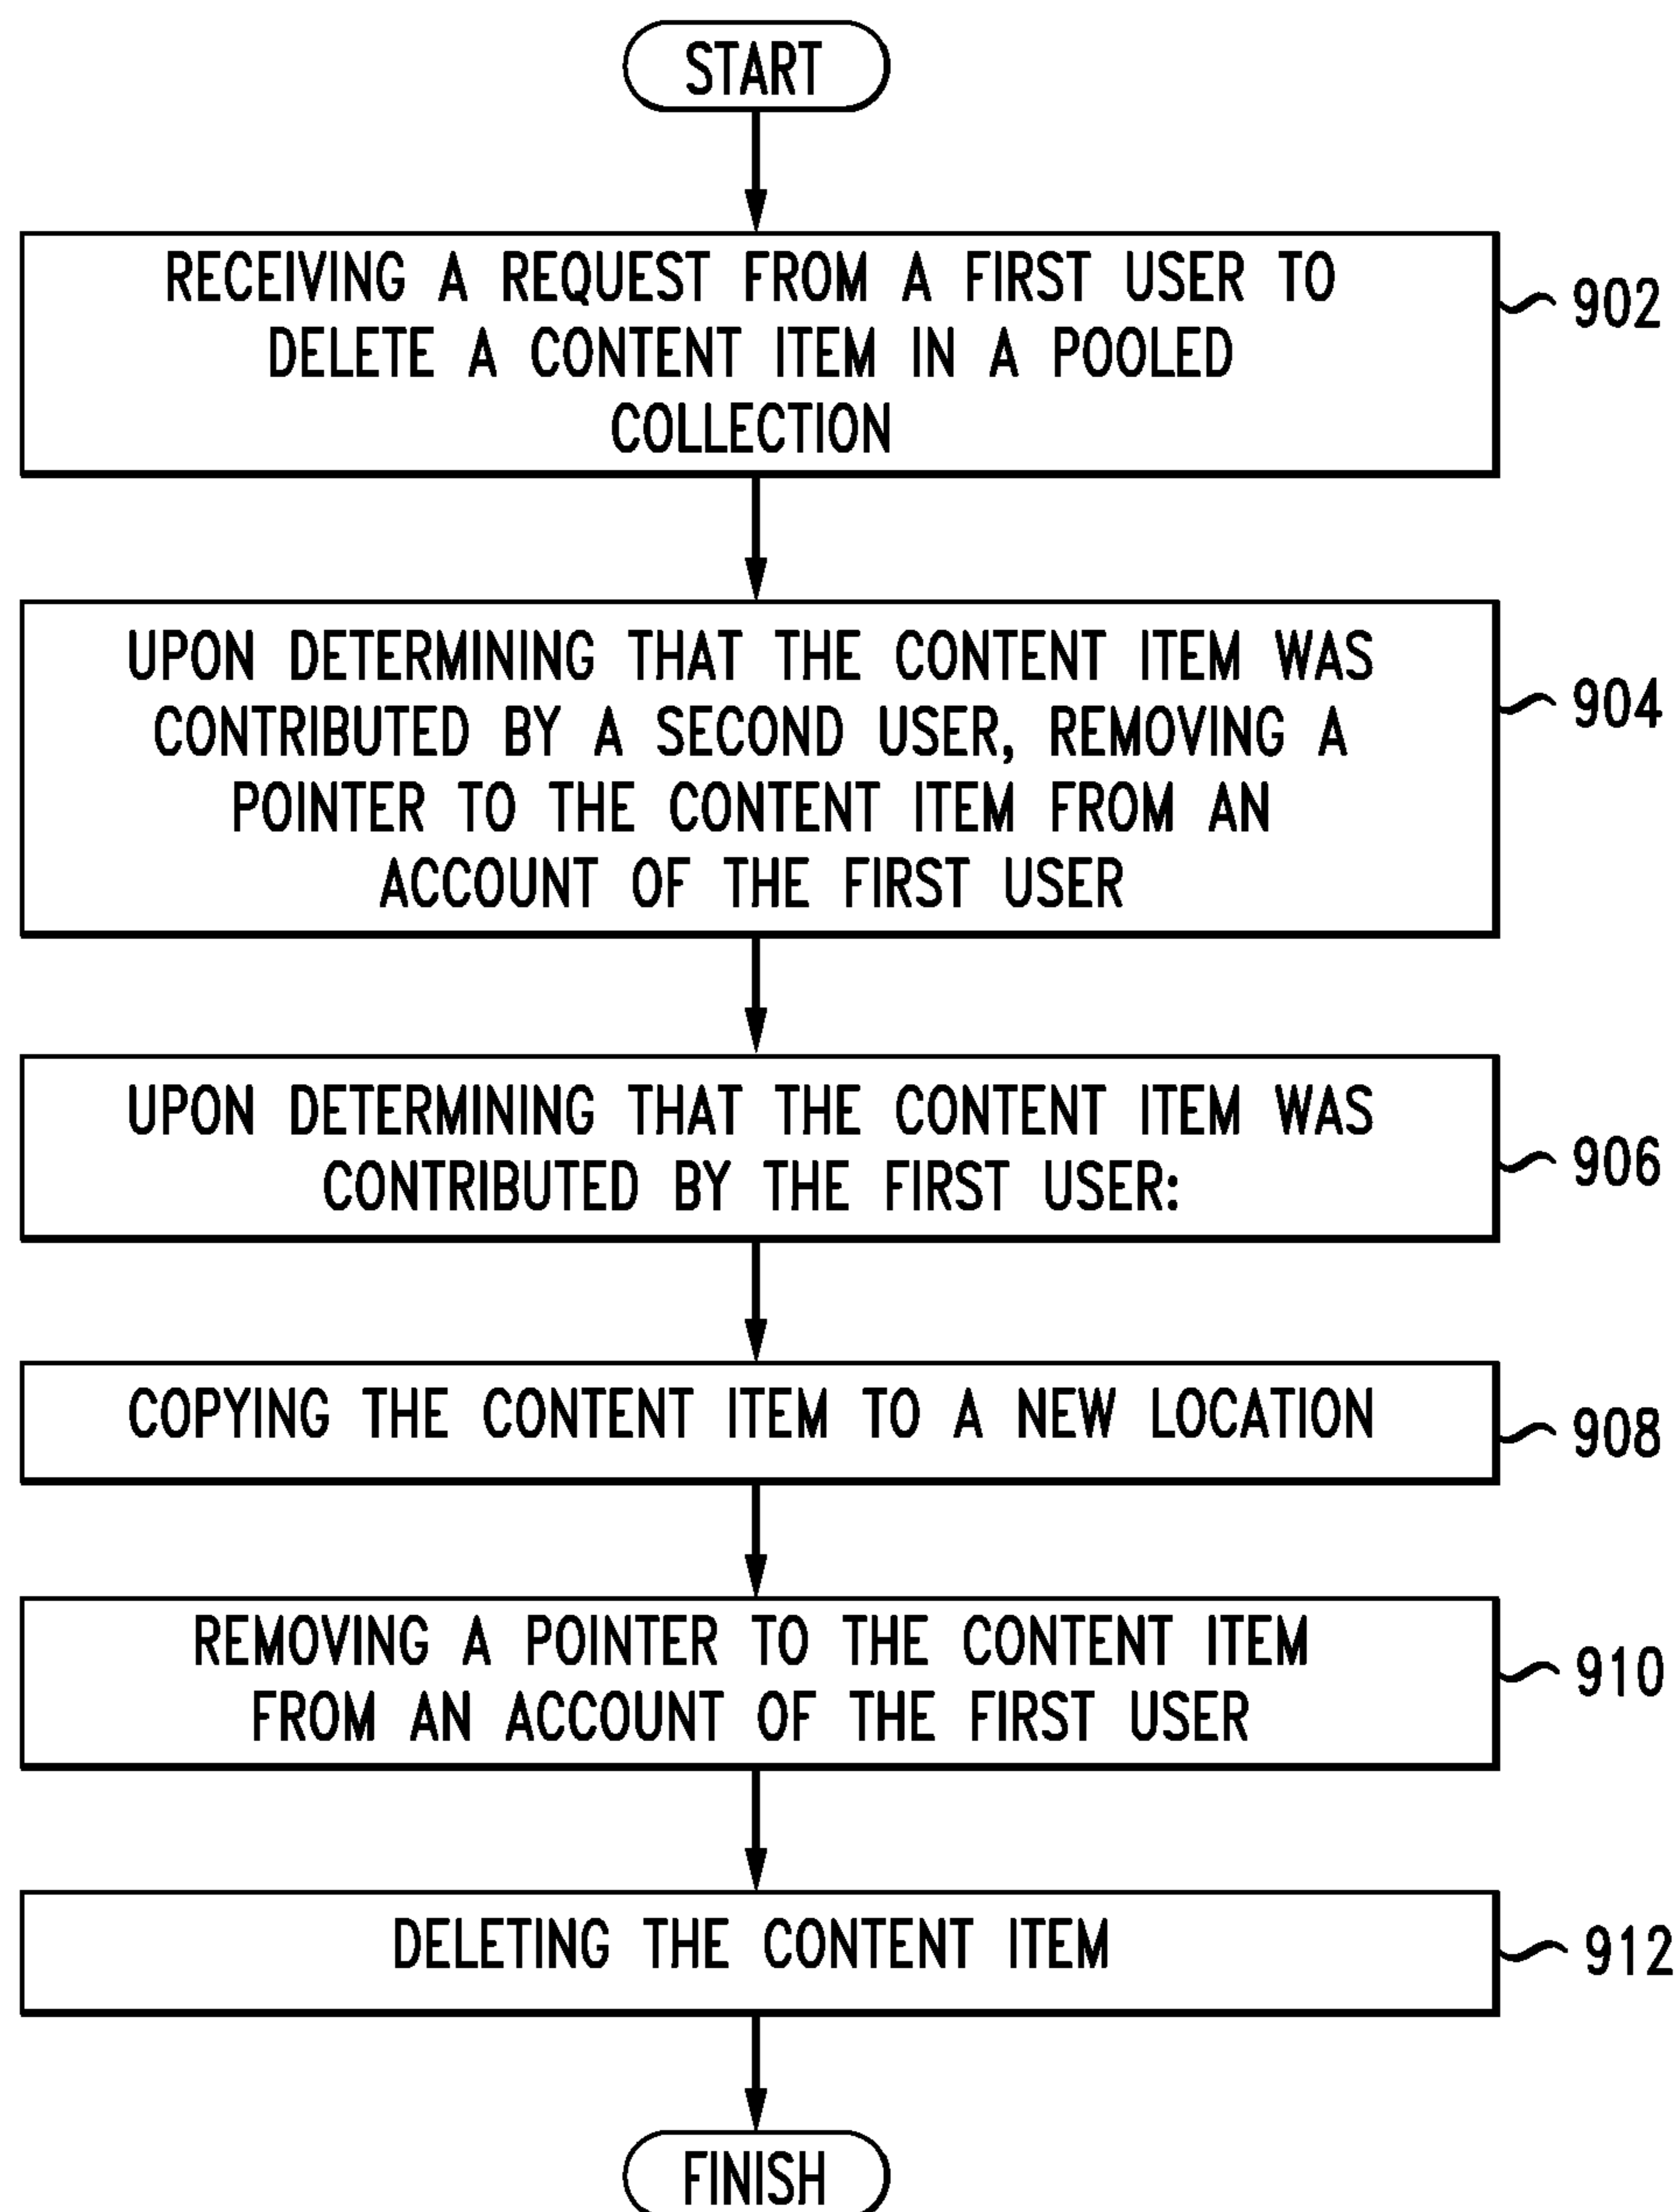 START
RECEIVING A REQUEST FROM A FIRST USER TO
DELETE A CONTENT ITEM IN A POOLED
COLLECTION
902
UPON DETERMINING THAT THE CONTENT ITEM WAS
CONTRIBUTED BY A SECOND USER, REMOVING A
POINTER TO THE CONTENT ITEM FROM AN
ACCOUNT OF THE FIRST USER
904
UPON DETERMINING THAT THE CONTENT ITEM WAS
CONTRIBUTED BY THE FIRST USER:
906
COPYING THE CONTENT ITEM TO A NEW LOCATION
908
REMOVING A POINTER TO THE CONTENT ITEM
FROM AN ACCOUNT OF THE FIRST USER
910
DELETING THE CONTENT ITEM
912
FINISH